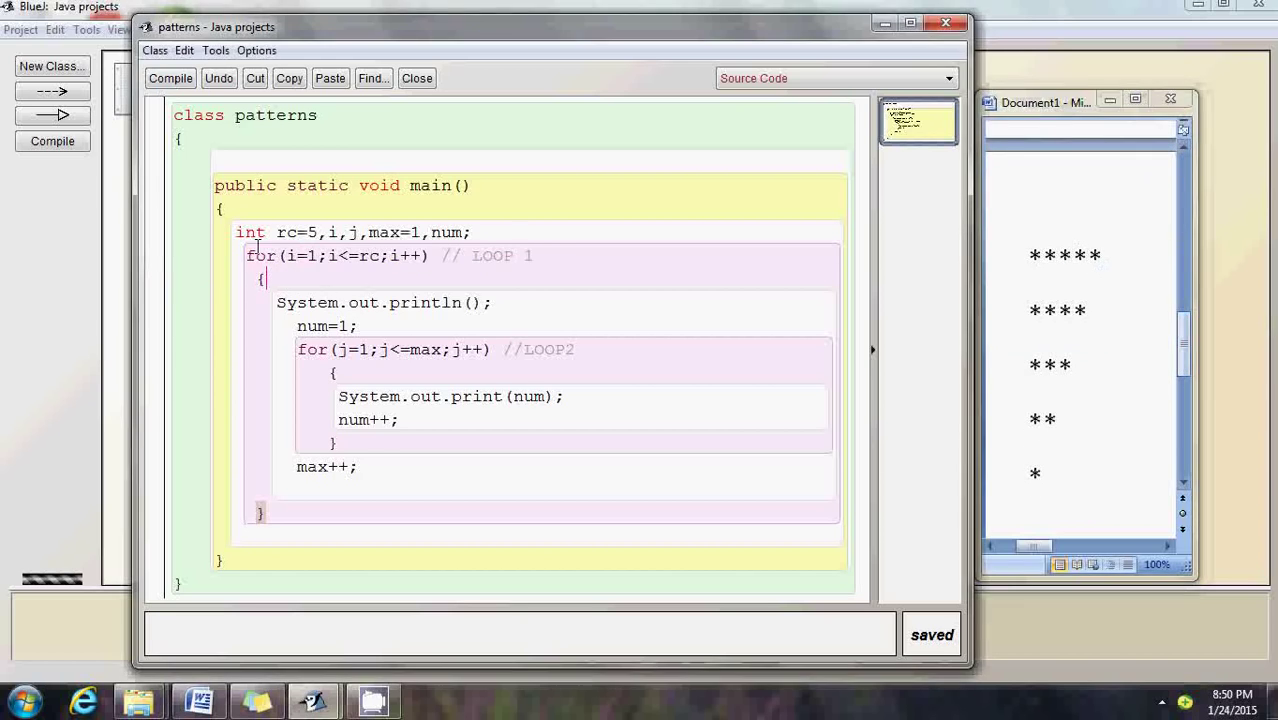 BlueJ: Java projects
Project Edit Tools View
New Class...
--->
Compile
patterns - Java projects
Class Edit Tools Options
Compile Undo Cut Copy Paste Find... Close Source Code
class patterns
{
public static void main()
{
int rc=5,i,j,max=1,num;
for(i=1;i<=rc;i++) // LOOP 1
{
System.out.println();
num=1;
for(j=1;j<=max;j++) //LOOP2
{
System.out.print(num);
num++;
}
max++;
}
}
}
saved
Document1 - Mi...
*****
****
***
**
*
100%
8:50 PM
1/24/2015